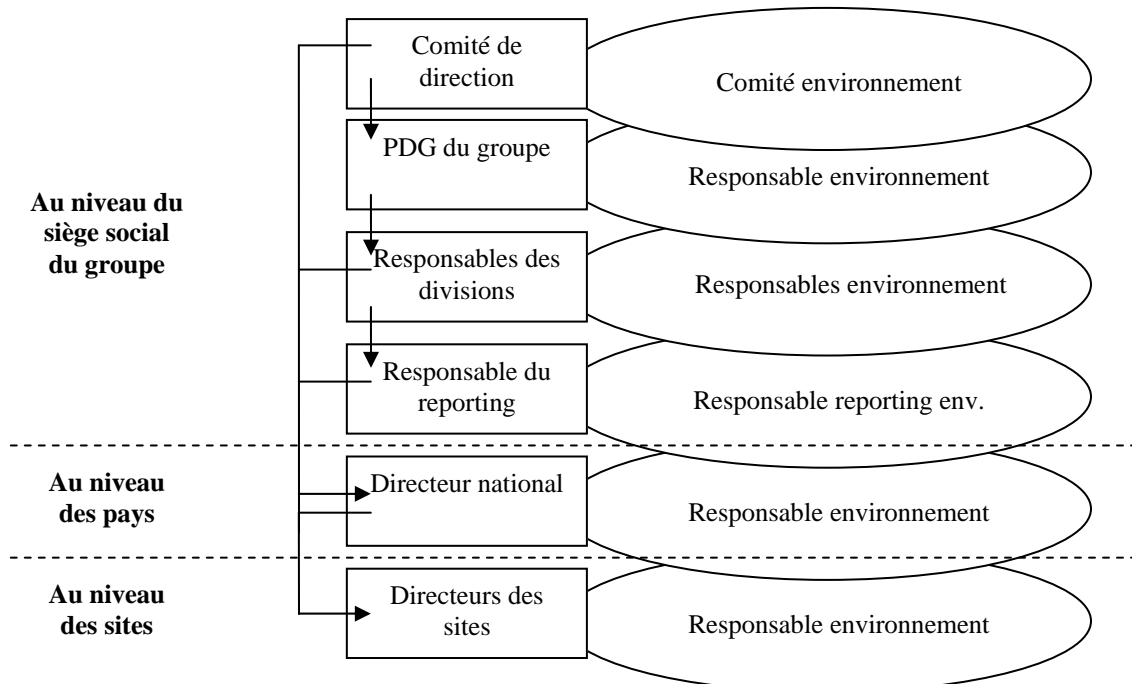 Comité de
direction
Comité environnement
PDG du groupe
Responsable environnement
Au niveau du
siège social
du groupe
Responsables des
divisions
Responsables environnement
Responsable du
reporting
Responsable reporting env.
Au niveau
des pays
Directeur national
Responsable environnement
Au niveau
des sites
Directeurs des
sites
Responsable environnement